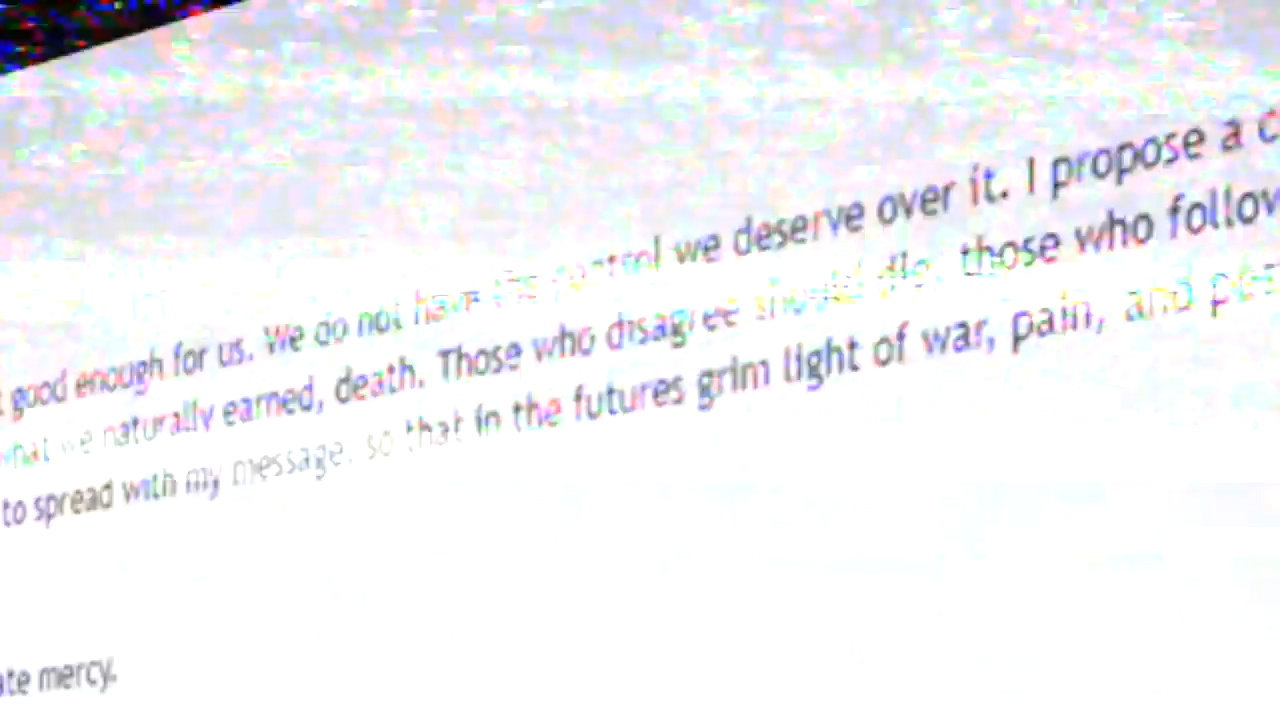 good enough for us. We do not have the control we deserve over it. I propose a
what we naturally earned, death. Those who disagree should die, those who follow
to spread with my message. so that in the futures grim light of war, pain, and
mercy.